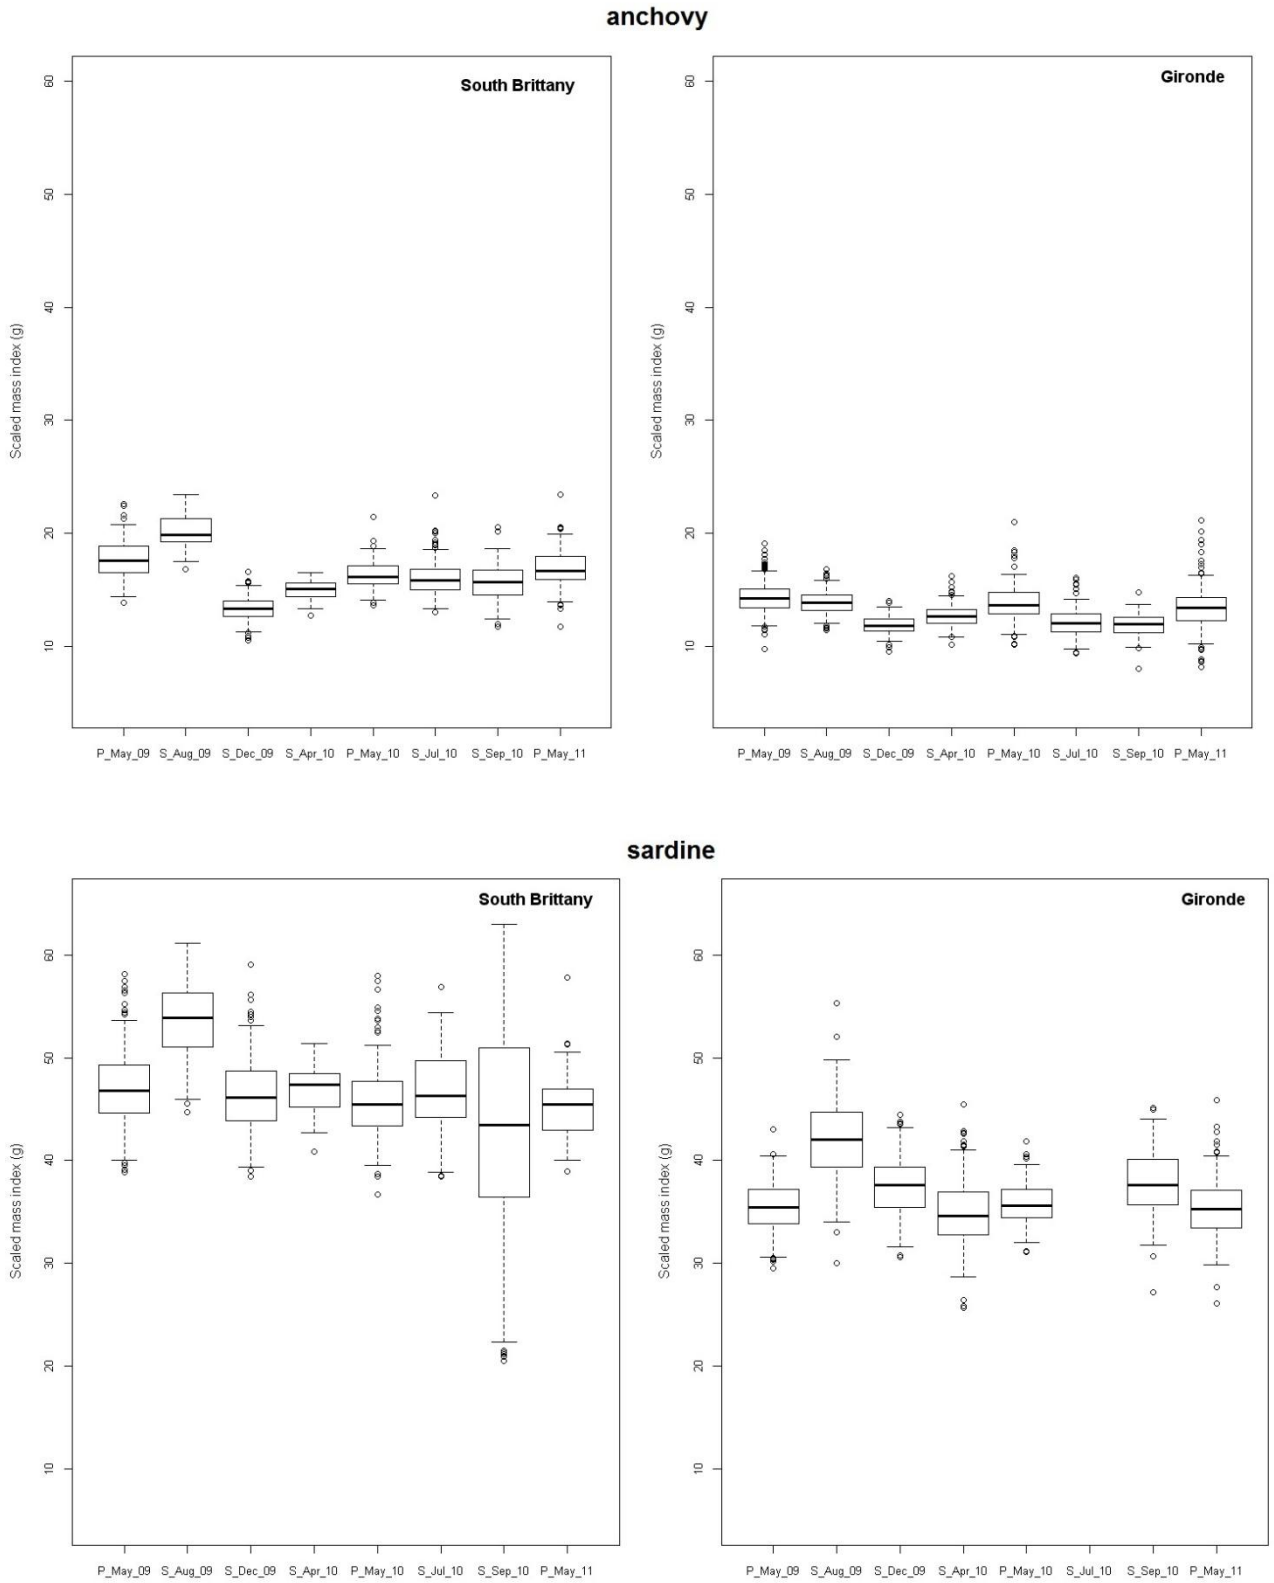 anchovy
South Brittany
60
50
40
30
20
10
Scaled mass index (g)
P_May_09 S_Aug_09 S_Dec_09 S_Apr_10 P_May_10 S_Jul_10 S_Sep_10 P_May_11
Gironde
60
50
40
30
20
10
Scaled mass index (g)
P_May_09 S_Aug_09 S_Dec_09 S_Apr_10 P_May_10 S_Jul_10 S_Sep_10 P_May_11
sardine
South Brittany
60
50
40
30
20
10
Scaled mass index (g)
P_May_09 S_Aug_09 S_Dec_09 S_Apr_10 P_May_10 S_Jul_10 S_Sep_10 P_May_11
Gironde
60
50
40
30
20
10
Scaled mass index (g)
P_May_09 S_Aug_09 S_Dec_09 S_Apr_10 P_May_10 S_Jul_10 S_Sep_10 P_May_11